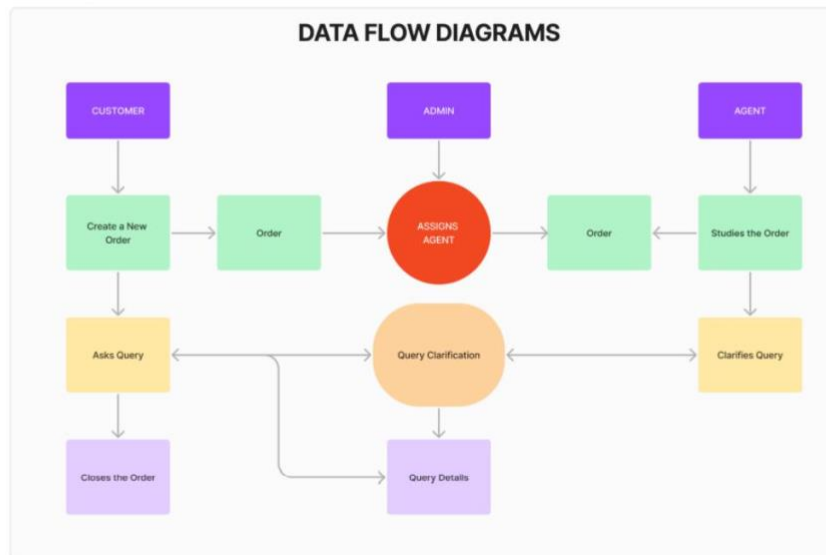 DATA FLOW DIAGRAMS
CUSTOMER
ADMIN
AGENT
Create a New
Order
Order
ASSIGNS
AGENT
Order
Studies the Order
Asks Query
Query Clarification
Clarifies Query
Closes the Order
Query Details